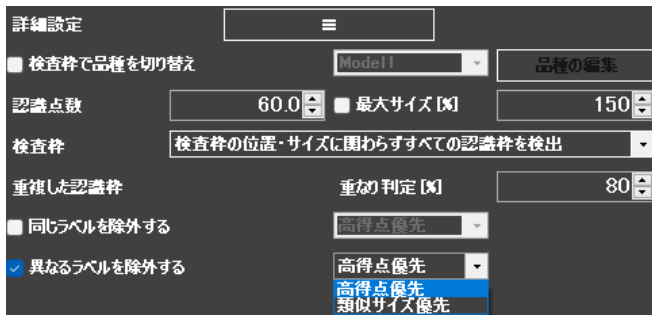 詳細設定 ≡
検査枠で品種を切り替え Model1 品種の編集
認識点数 60.0 最大サイズ [%] 150
検査枠 検査枠の位置・サイズに関わらずすべての認識枠を検出
重複した認識枠 重なり判定 [%] 80
同じラベルを除外する 高得点優先
異なるラベルを除外する 高得点優先
高得点優先
類似サイズ優先